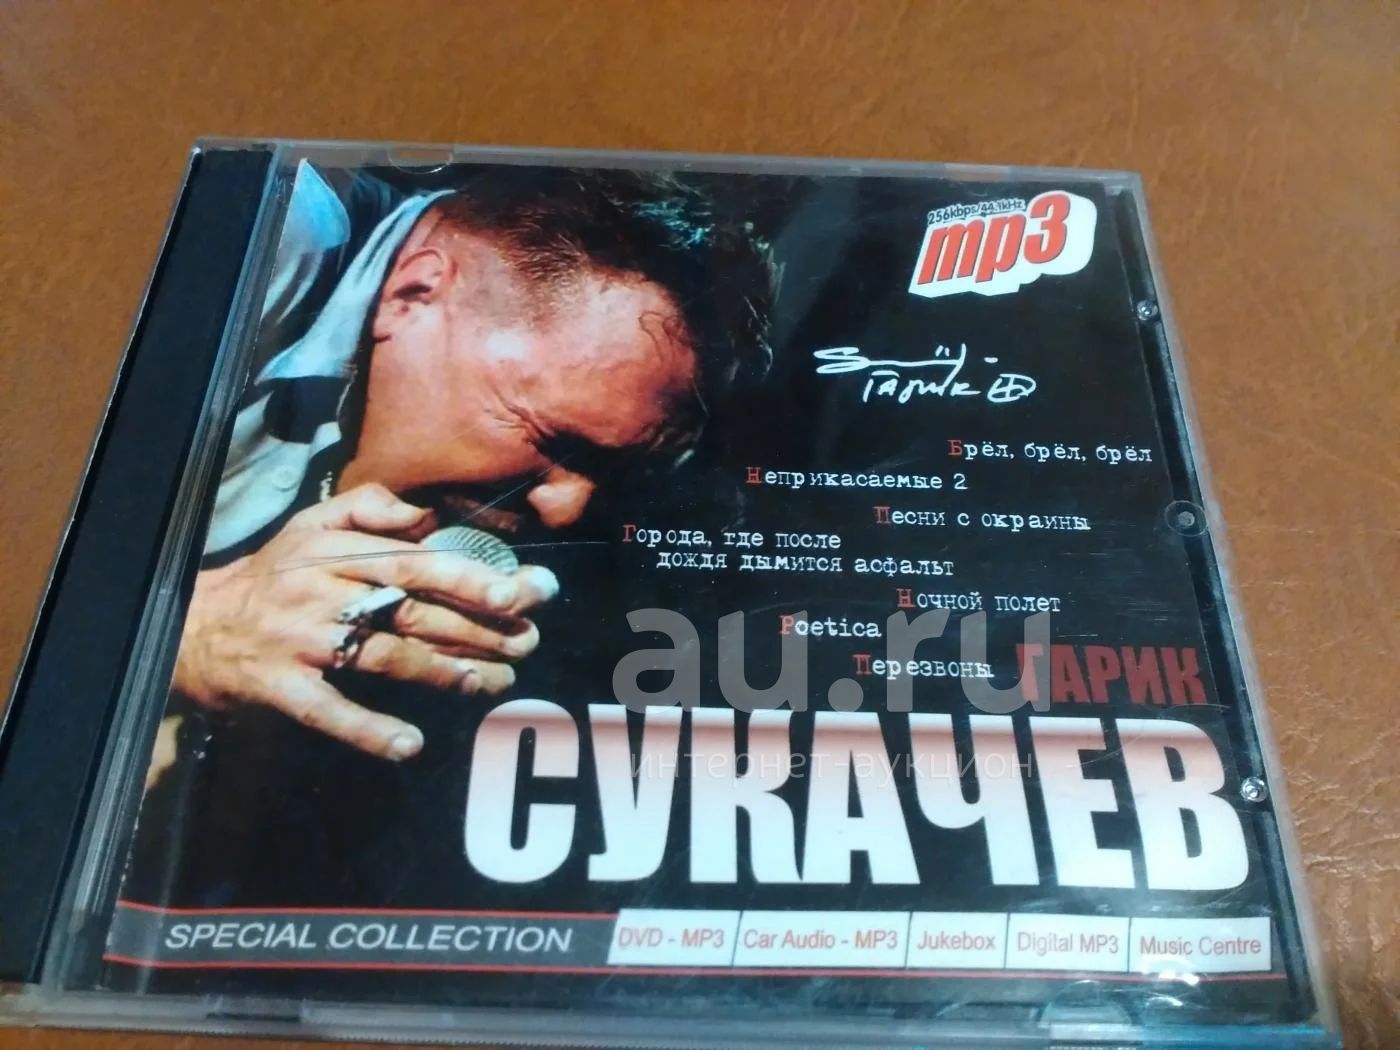 256kbps/44.1kHz
mp3
Гарик
Брёл, брёл, брёл
Неприкасаемые 2
Песни с окраины
Города, где после
дождя дымится асфальт
Ночной полет
Poetica
Перезвоны
ГАРИК
СУКАЧЕВ
au.ru
интернет-аукцион
SPECIAL COLLECTION
DVD - MP3
Car Audio - MP3
Jukebox
Digital MP3
Music Centre